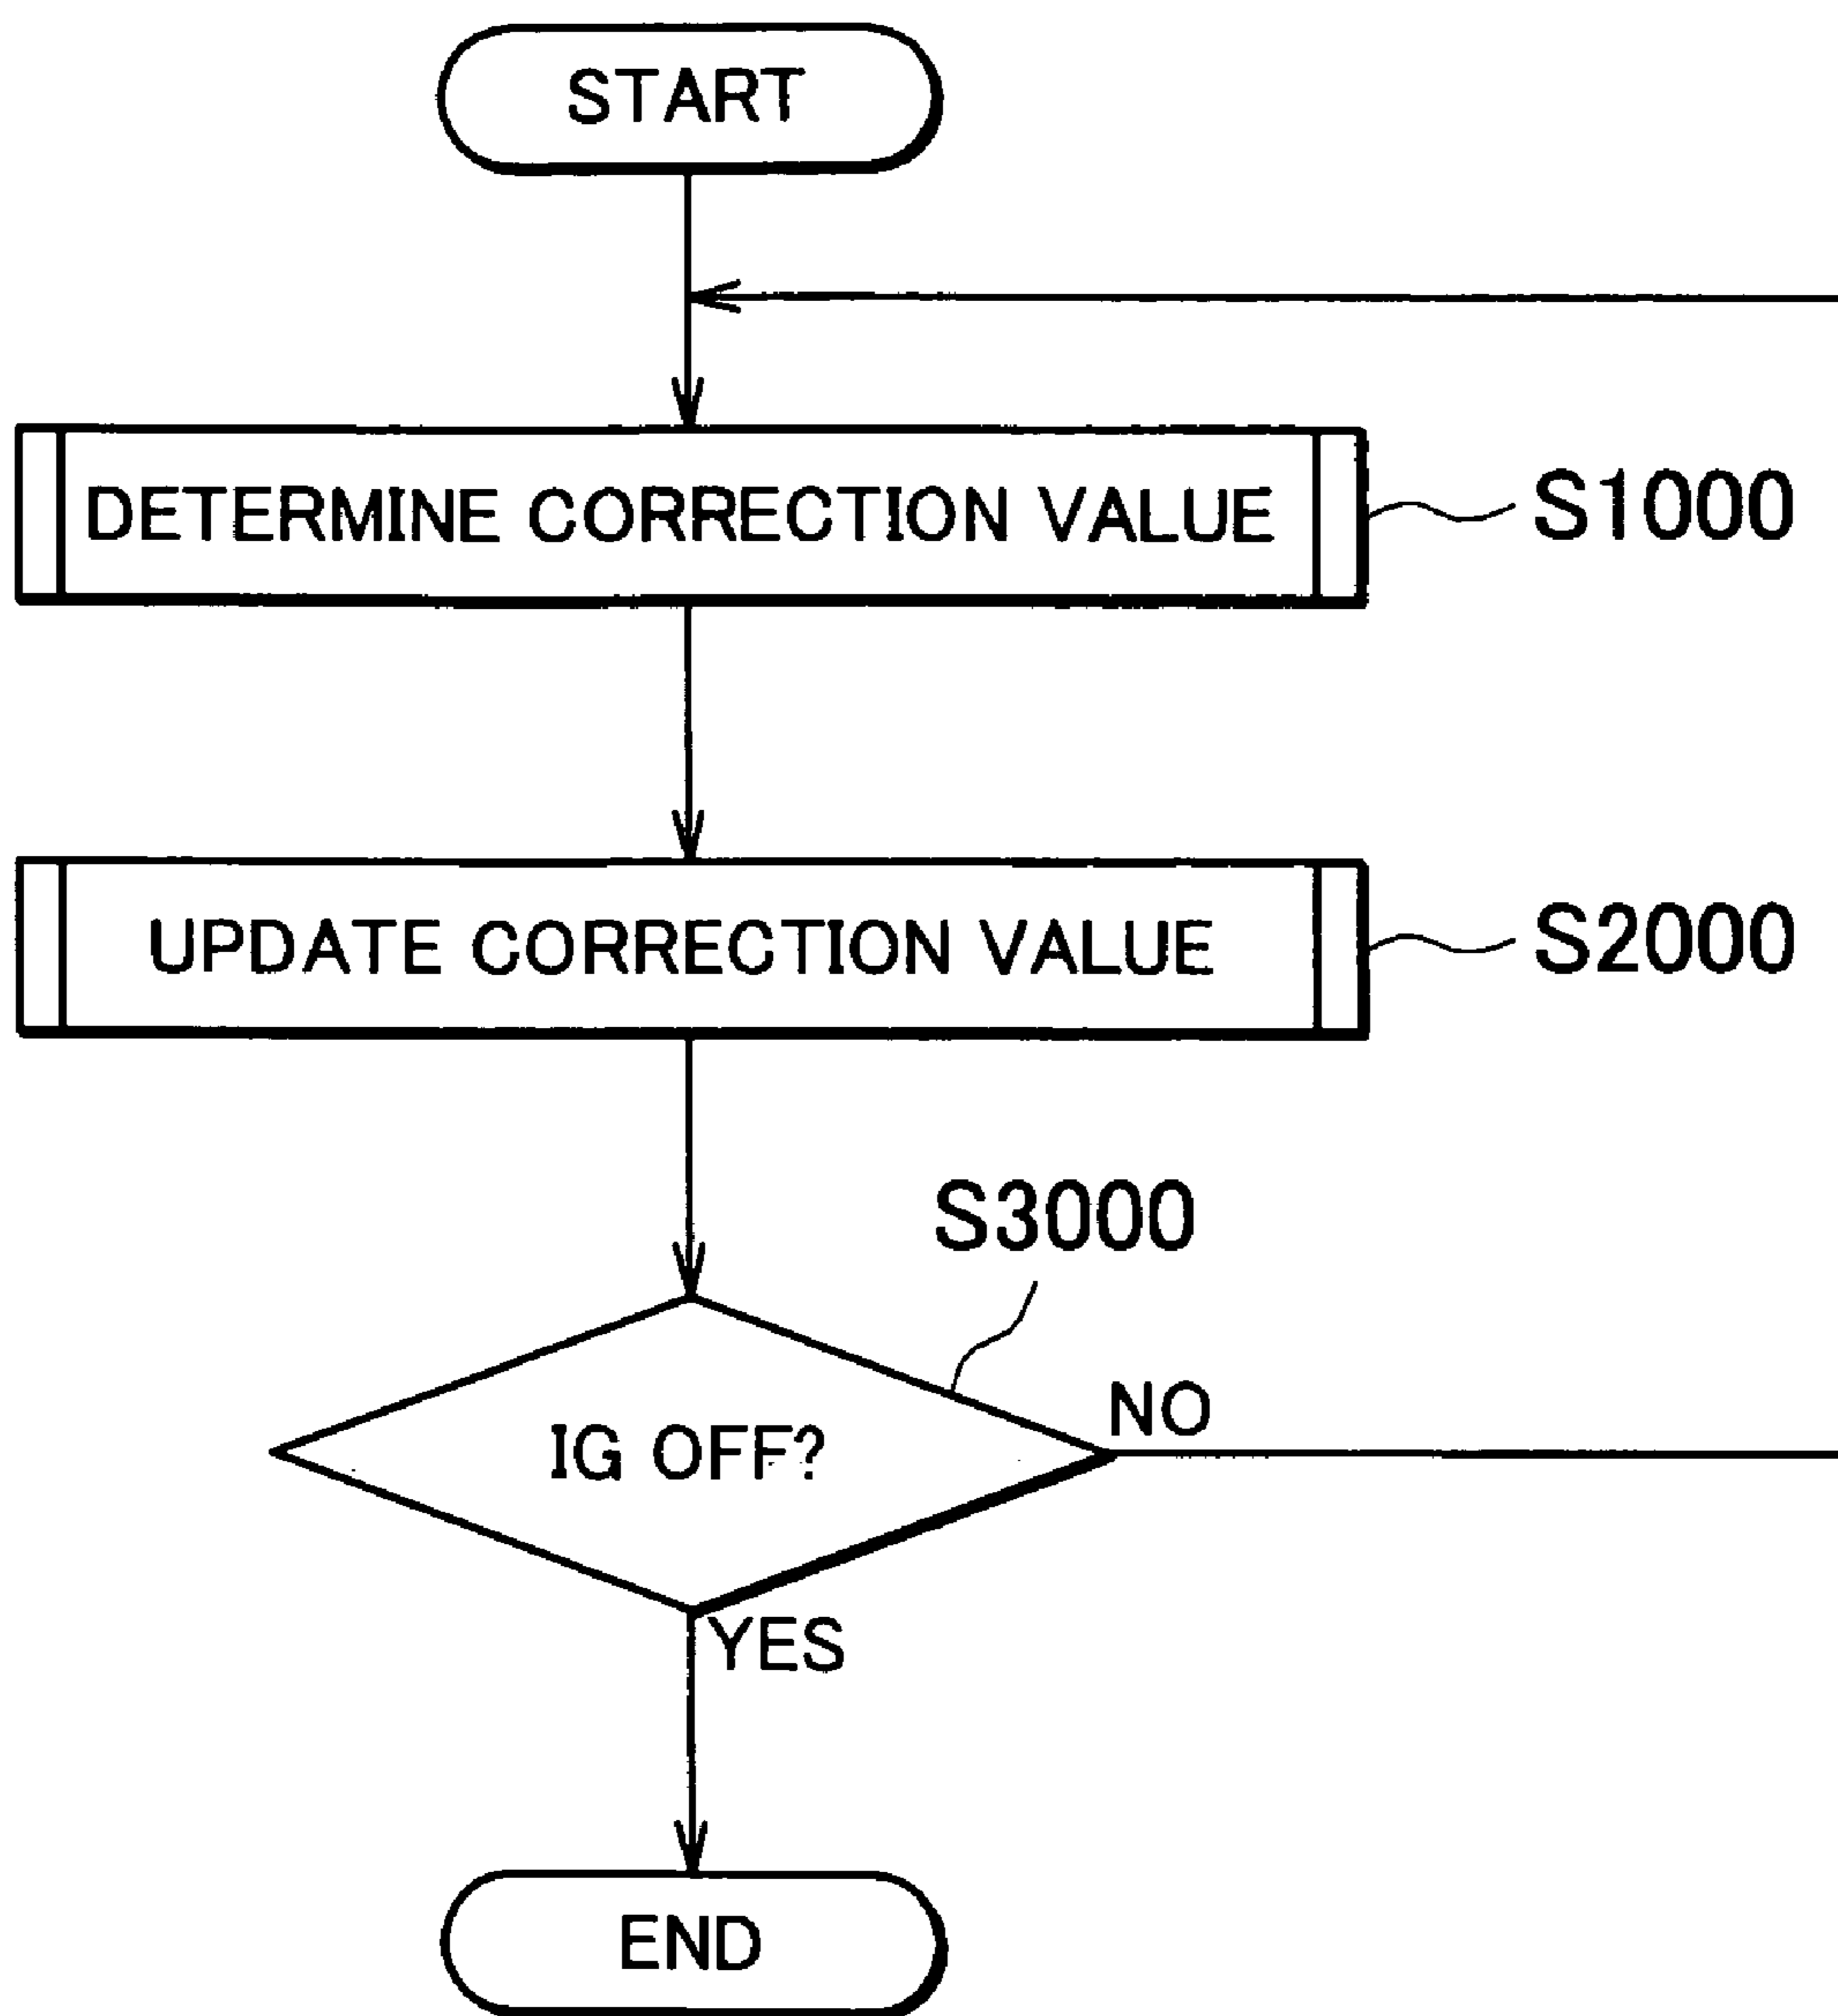 START
DETERMINE CORRECTION VALUE
S1000
UPDATE CORRECTION VALUE
S2000
S3000
IG OFF?
NO
YES
END